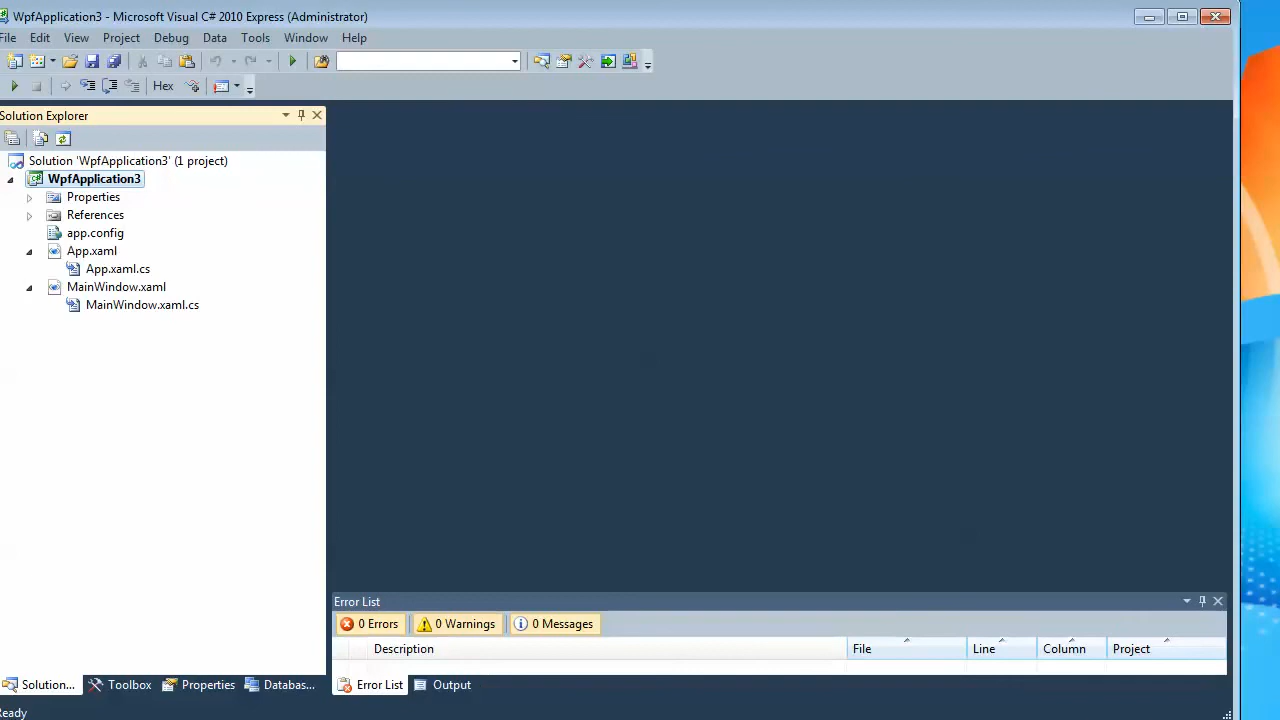 WpfApplication3 - Microsoft Visual C# 2010 Express (Administrator)
File Edit View Project Debug Data Tools Window Help
Hex
Solution Explorer
Solution 'WpfApplication3' (1 project)
WpfApplication3
Properties
References
app.config
App.xaml
App.xaml.cs
MainWindow.xaml
MainWindow.xaml.cs
Error List
0 Errors 0 Warnings 0 Messages
Description File Line Column Project
Solution... Toolbox Properties Databas... Error List Output
Ready